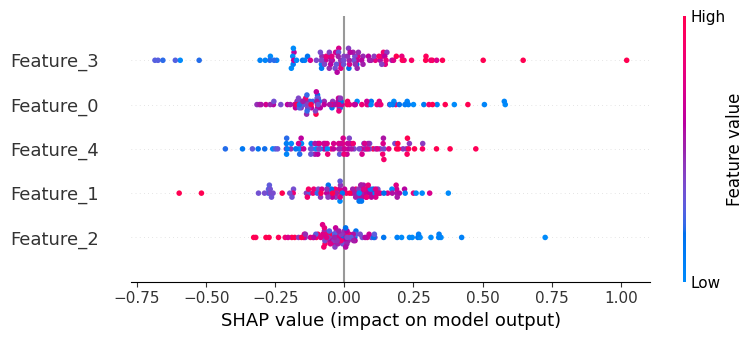 High
Feature_3
Feature_0
Feature_4
Feature_1
Feature_2
Feature value
Low
−0.75 −0.50 −0.25 0.00 0.25 0.50 0.75 1.00
SHAP value (impact on model output)